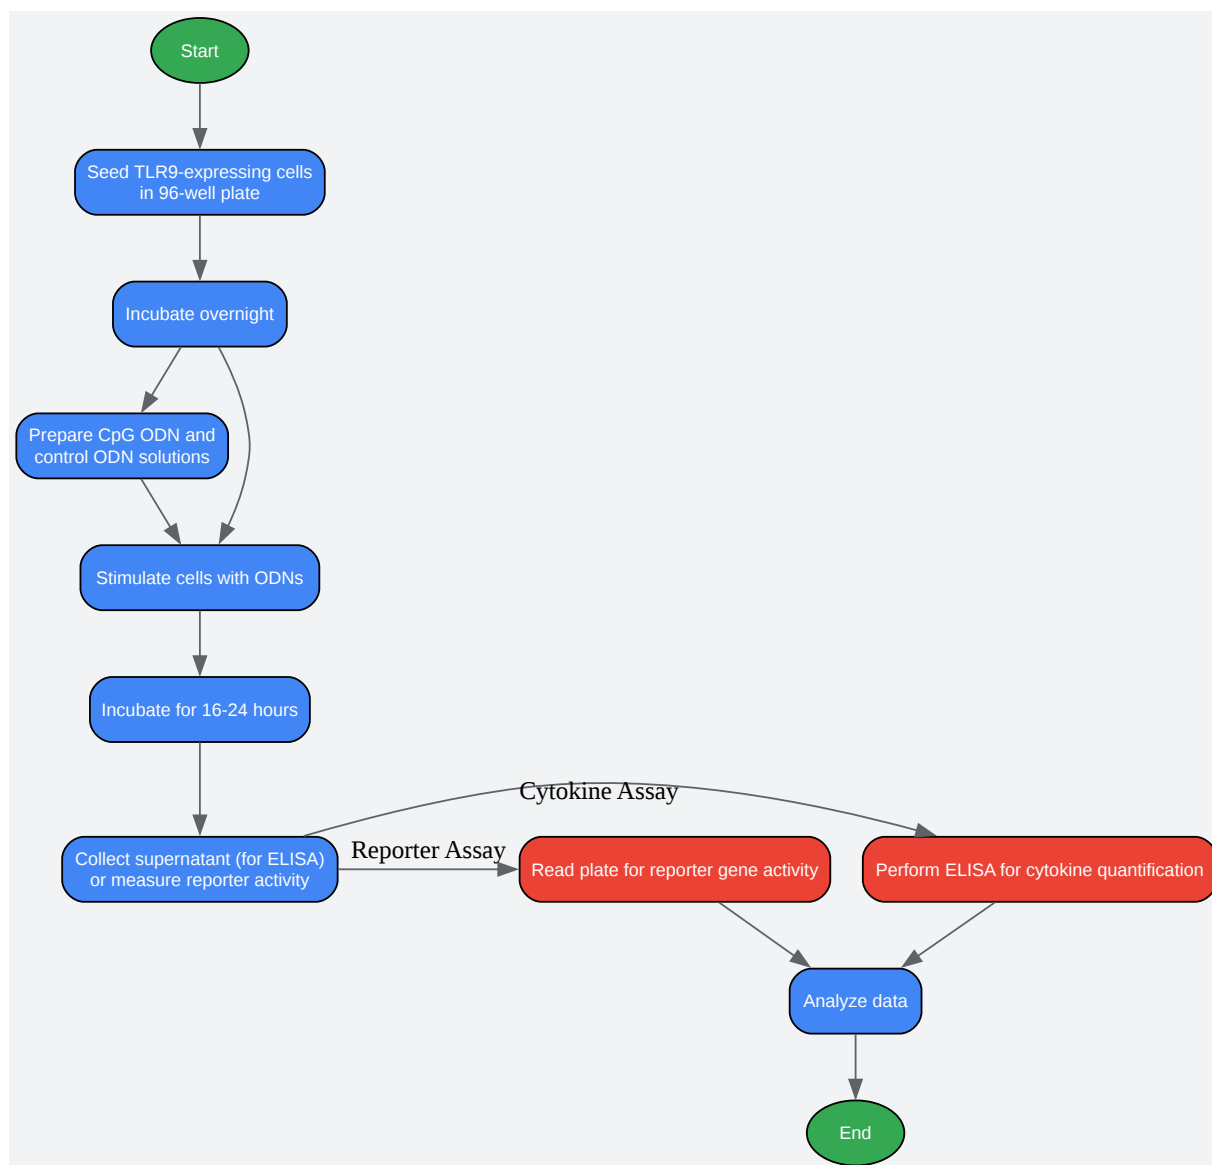 Start
Seed TLR9-expressing cells
in 96-well plate
Incubate overnight
Prepare CpG ODN and
control ODN solutions
Stimulate cells with ODNs
Incubate for 16-24 hours
Cytokine Assay
Collect supernatant (for ELISA)
or measure reporter activity
Reporter Assay
Read plate for reporter gene activity
Perform ELISA for cytokine quantification
Analyze data
End